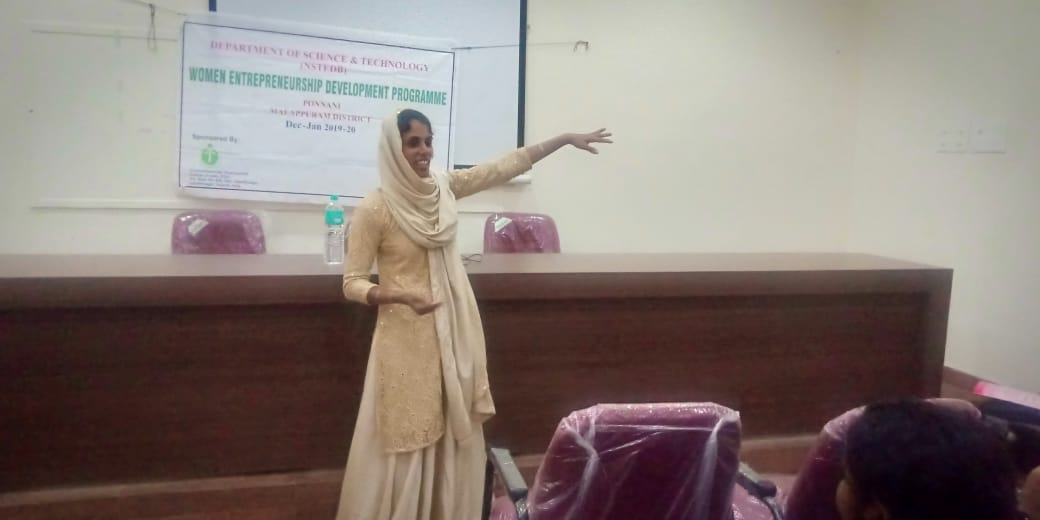 DEPARTMENT OF SCIENCE & TECHNOLOGY
(NSTEDB)
WOMEN ENTREPRENEURSHIP DEVELOPMENT PROGRAMME
PONNANI
MALAPPURAM DISTRICT
Dec-Jan 2019-20
Sponsored By: